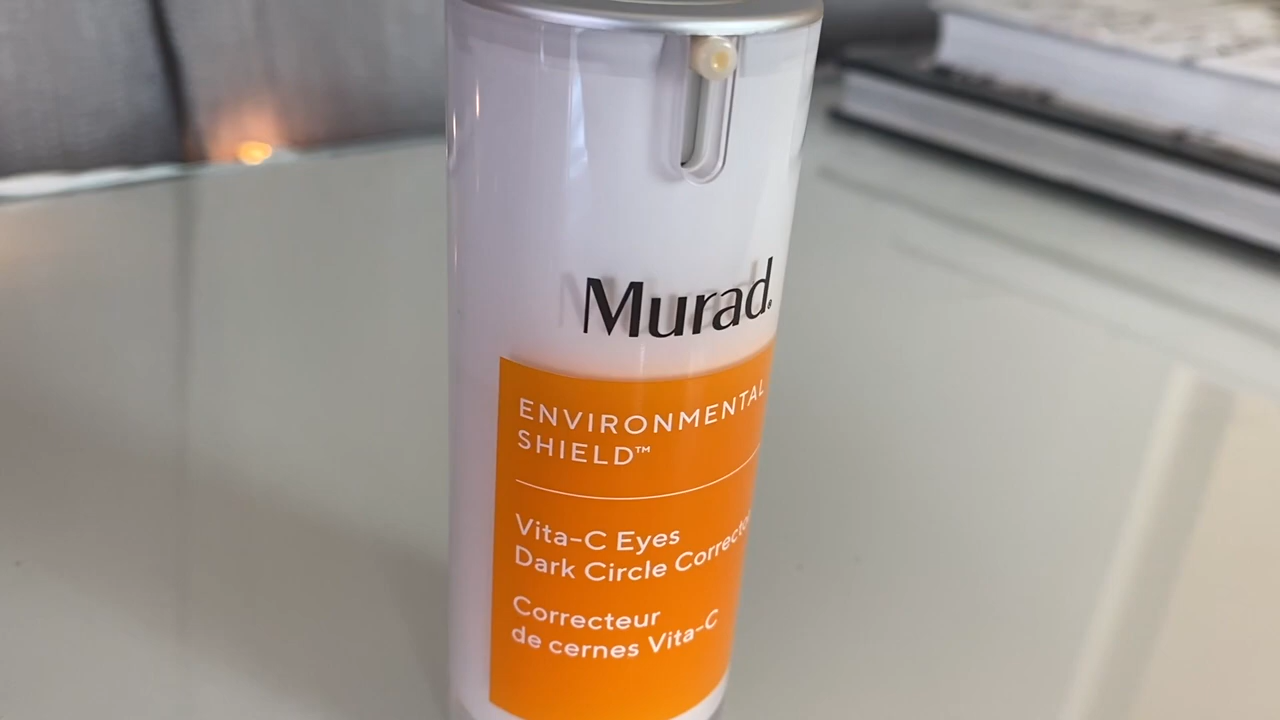 Murad®
ENVIRONMENTAL
SHIELD™
Vita-C Eyes
Dark Circle Corrector
Correcteur
de cernes Vita-C